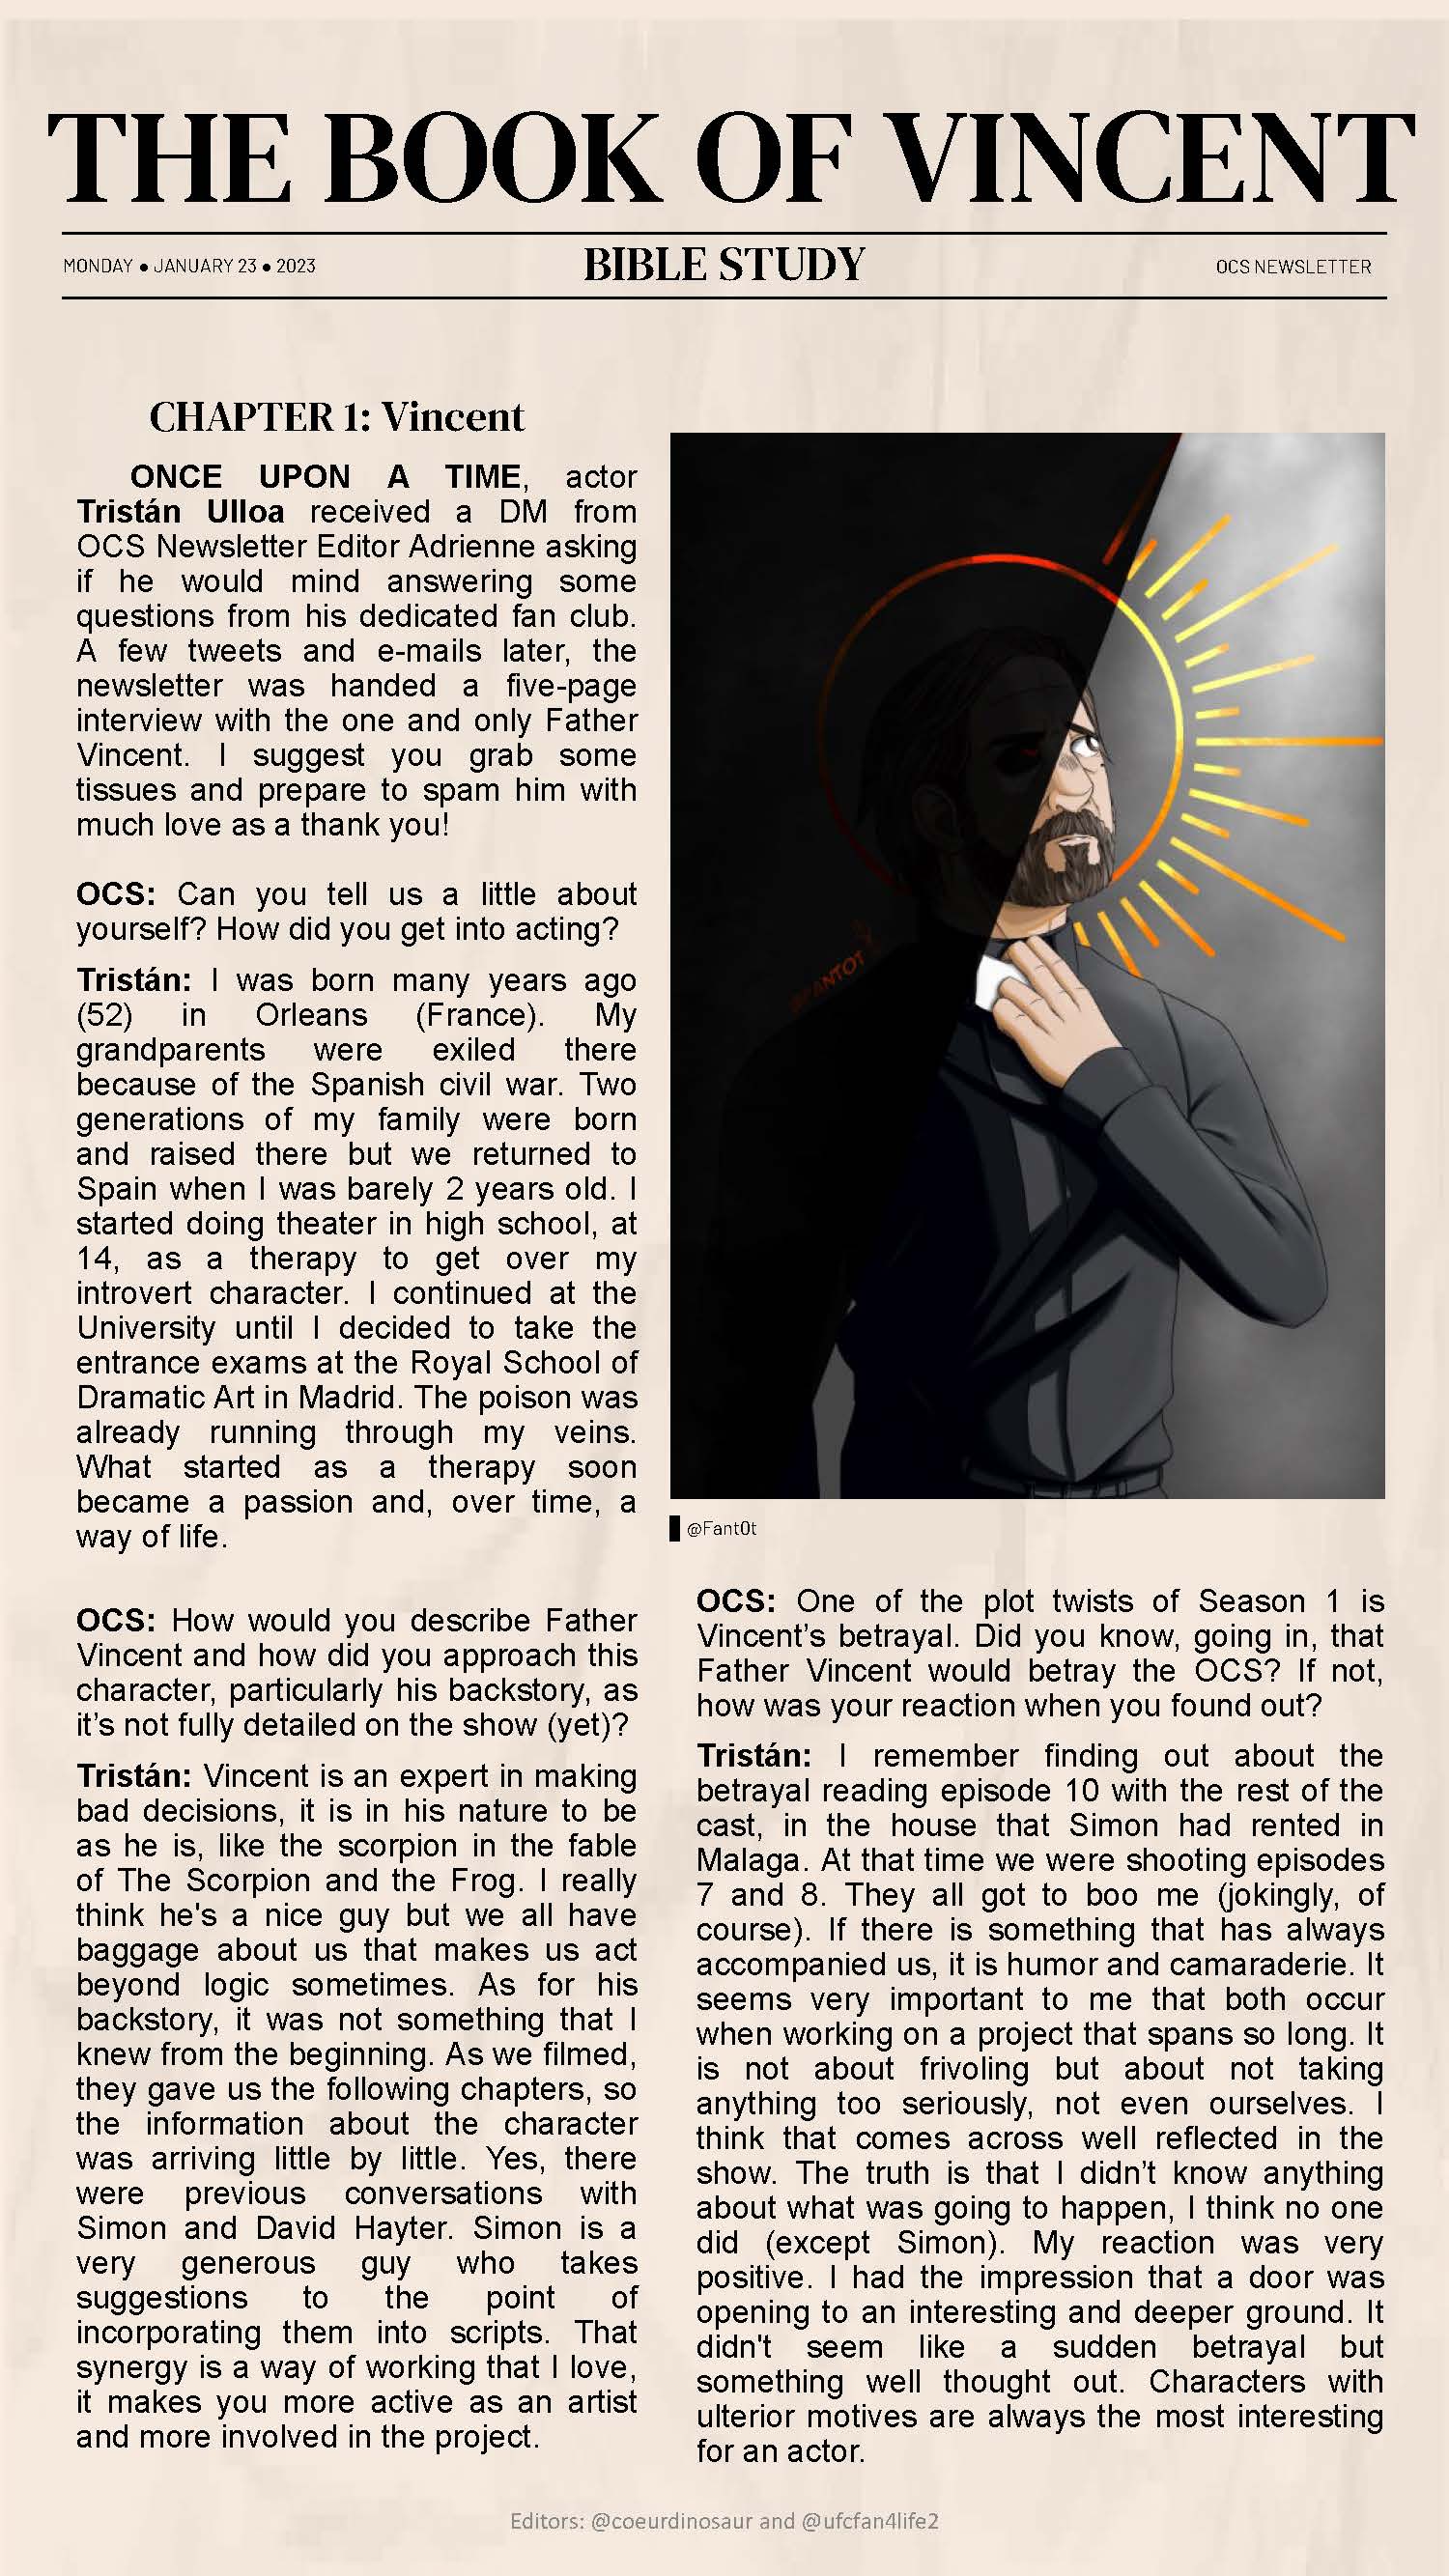 THE BOOK OF VINCENT
MONDAY ● JANUARY 23 ● 2023
BIBLE STUDY
OCS NEWSLETTER
CHAPTER 1: Vincent
ONCE UPON A TIME, actor
Tristán Ulloa received a DM from
OCS Newsletter Editor Adrienne asking
if he would mind answering some
questions from his dedicated fan club.
A few tweets and e-mails later, the
newsletter was handed a five-page
interview with the one and only Father
Vincent. I suggest you grab some
tissues and prepare to spam him with
much love as a thank you!
OCS: Can you tell us a little about
yourself? How did you get into acting?
Tristán: I was born many years ago
(52) in Orleans (France). My
grandparents were exiled there
because of the Spanish civil war. Two
generations of my family were born
and raised there but we returned to
Spain when I was barely 2 years old. I
started doing theater in high school, at
14, as a therapy to get over my
introvert character. I continued at the
University until I decided to take the
entrance exams at the Royal School of
Dramatic Art in Madrid. The poison was
already running through my veins.
What started as a therapy soon
became a passion and, over time, a
way of life.
OCS: How would you describe Father
Vincent and how did you approach this
character, particularly his backstory, as
it’s not fully detailed on the show (yet)?
Tristán: Vincent is an expert in making
bad decisions, it is in his nature to be
as he is, like the scorpion in the fable
of The Scorpion and the Frog. I really
think he's a nice guy but we all have
baggage about us that makes us act
beyond logic sometimes. As for his
backstory, it was not something that I
knew from the beginning. As we filmed,
they gave us the following chapters, so
the information about the character
was arriving little by little. Yes, there
were previous conversations with
Simon and David Hayter. Simon is a
very generous guy who takes
suggestions to the point of
incorporating them into scripts. That
synergy is a way of working that I love,
it makes you more active as an artist
and more involved in the project.
@Fant0t
OCS: One of the plot twists of Season 1 is
Vincent’s betrayal. Did you know, going in, that
Father Vincent would betray the OCS? If not,
how was your reaction when you found out?
Tristán: I remember finding out about the
betrayal reading episode 10 with the rest of the
cast, in the house that Simon had rented in
Malaga. At that time we were shooting episodes
7 and 8. They all got to boo me (jokingly, of
course). If there is something that has always
accompanied us, it is humor and camaraderie. It
seems very important to me that both occur
when working on a project that spans so long. It
is not about frivoling but about not taking
anything too seriously, not even ourselves. I
think that comes across well reflected in the
show. The truth is that I didn’t know anything
about what was going to happen, I think no one
did (except Simon). My reaction was very
positive. I had the impression that a door was
opening to an interesting and deeper ground. It
didn't seem like a sudden betrayal but
something well thought out. Characters with
ulterior motives are always the most interesting
for an actor.
Editors: @coeurdinosaur and @ufcfan4life2